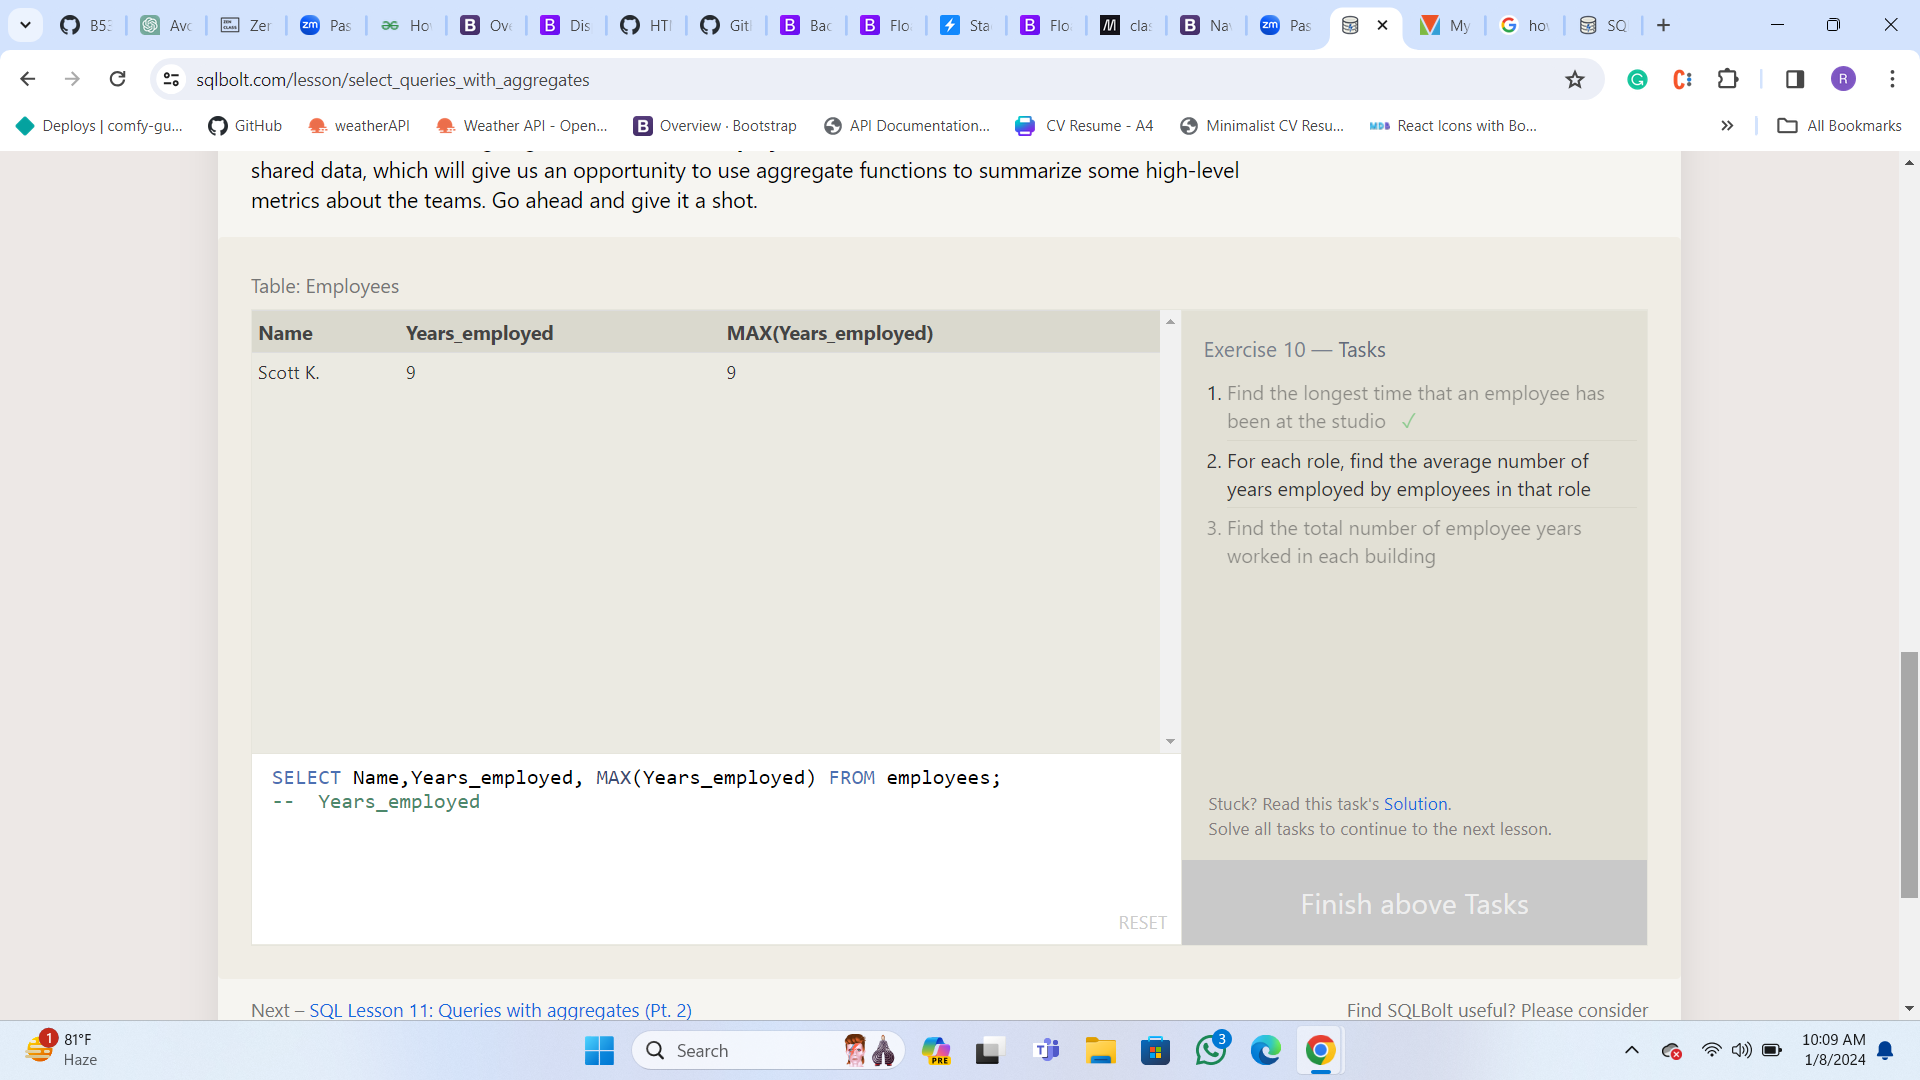 B53
Avo
Zer
Pas
Ho
Ove
Dis
HTI
Git
Bac
Flo
Sta
Flo
clas
Na
Pas
My
hov
SQ
sqlbolt.com/lesson/select_queries_with_aggregates
R
Deploys | comfy-gu...
GitHub
weatherAPI
Weather API - Open...
Overview · Bootstrap
API Documentation...
CV Resume - A4
Minimalist CV Resu...
React Icons with Bo...
All Bookmarks
shared data, which will give us an opportunity to use aggregate functions to summarize some high-level
metrics about the teams. Go ahead and give it a shot.
Table: Employees
Name Years_employed MAX(Years_employed)
Scott K. 9 9
Exercise 10 — Tasks
1. Find the longest time that an employee has
been at the studio ✓
2. For each role, find the average number of
years employed by employees in that role
3. Find the total number of employee years
worked in each building
SELECT Name,Years_employed, MAX(Years_employed) FROM employees;
-- Years_employed
RESET
Stuck? Read this task's Solution.
Solve all tasks to continue to the next lesson.
Finish above Tasks
Next – SQL Lesson 11: Queries with aggregates (Pt. 2)
Find SQLBolt useful? Please consider
1
81°F
Haze
Search
PRE
3
10:09 AM
1/8/2024